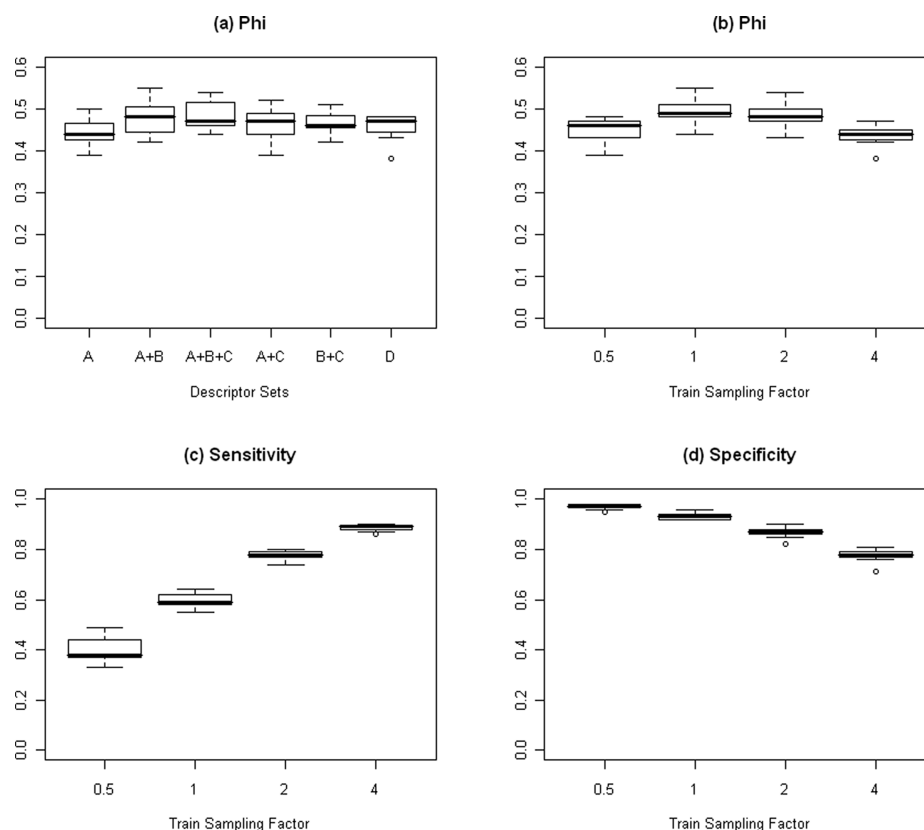 (a) Phi
0.6
0.5
0.4
0.3
0.2
0.1
0.0
A A+B A+B+C A+C B+C D
Descriptor Sets
(b) Phi
0.6
0.5
0.4
0.3
0.2
0.1
0.0
0.5 1 2 4
Train Sampling Factor
(c) Sensitivity
1.0
0.8
0.6
0.4
0.2
0.0
0.5 1 2 4
Train Sampling Factor
(d) Specificity
1.0
0.8
0.6
0.4
0.2
0.0
0.5 1 2 4
Train Sampling Factor